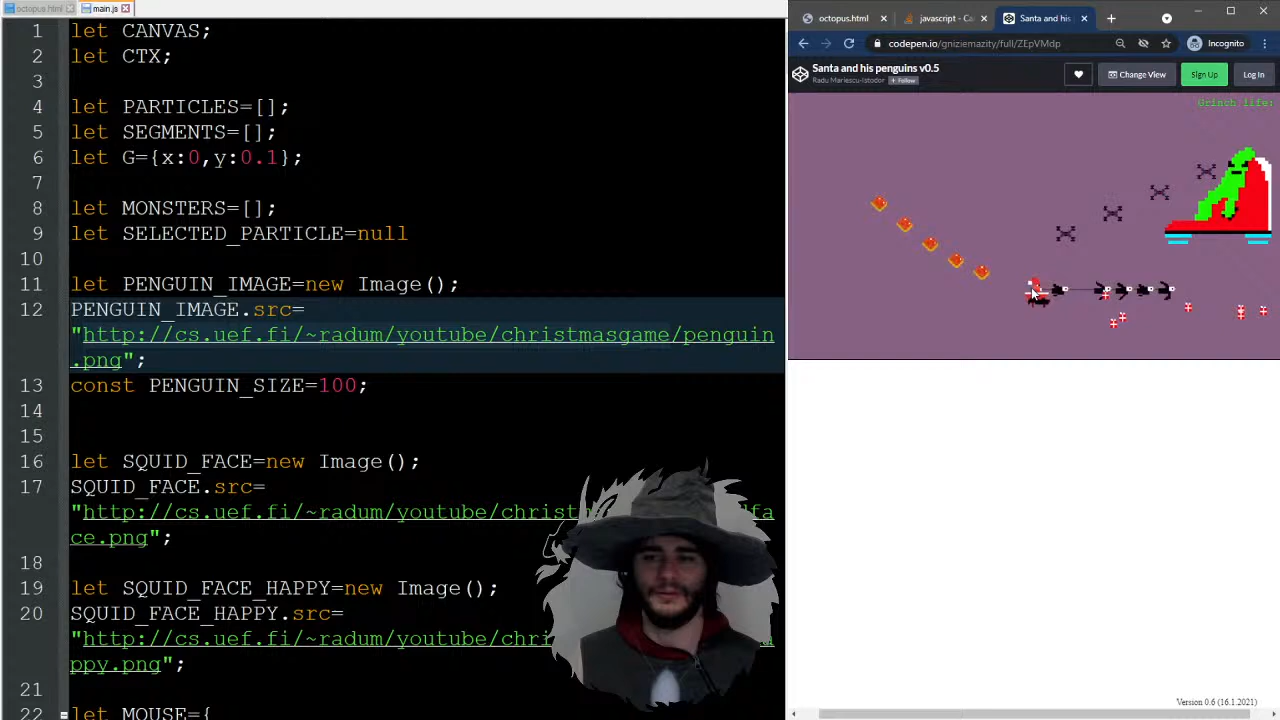 octopus.html
main.js
1 let CANVAS;
2 let CTX;
3
4 let PARTICLES=[];
5 let SEGMENTS=[];
6 let G={x:0,y:0.1};
7
8 let MONSTERS=[];
9 let SELECTED_PARTICLE=null
10
11 let PENGUIN_IMAGE=new Image();
12 PENGUIN_IMAGE.src=
"http://cs.uef.fi/~radum/youtube/christmasgame/penguin
.png";
13 const PENGUIN_SIZE=100;
14
15
16 let SQUID_FACE=new Image();
17 SQUID_FACE.src=
"http://cs.uef.fi/~radum/youtube/christ
ce.png";
18
19 let SQUID_FACE_HAPPY=new Image();
20 SQUID_FACE_HAPPY.src=
"http://cs.uef.fi/~radum/youtube/chri
ppy.png";
21
22 let MOUSE={
octopus.html
javascript - Ca
Santa and his
Incognito
codepen.io/gniziemazity/full/ZEpVMdp
Santa and his penguins v0.5
Radu Mariescu-Istodor + Follow
Change View
Sign Up
Log In
Grinch life:
Version 0.6 (16.1.2021)